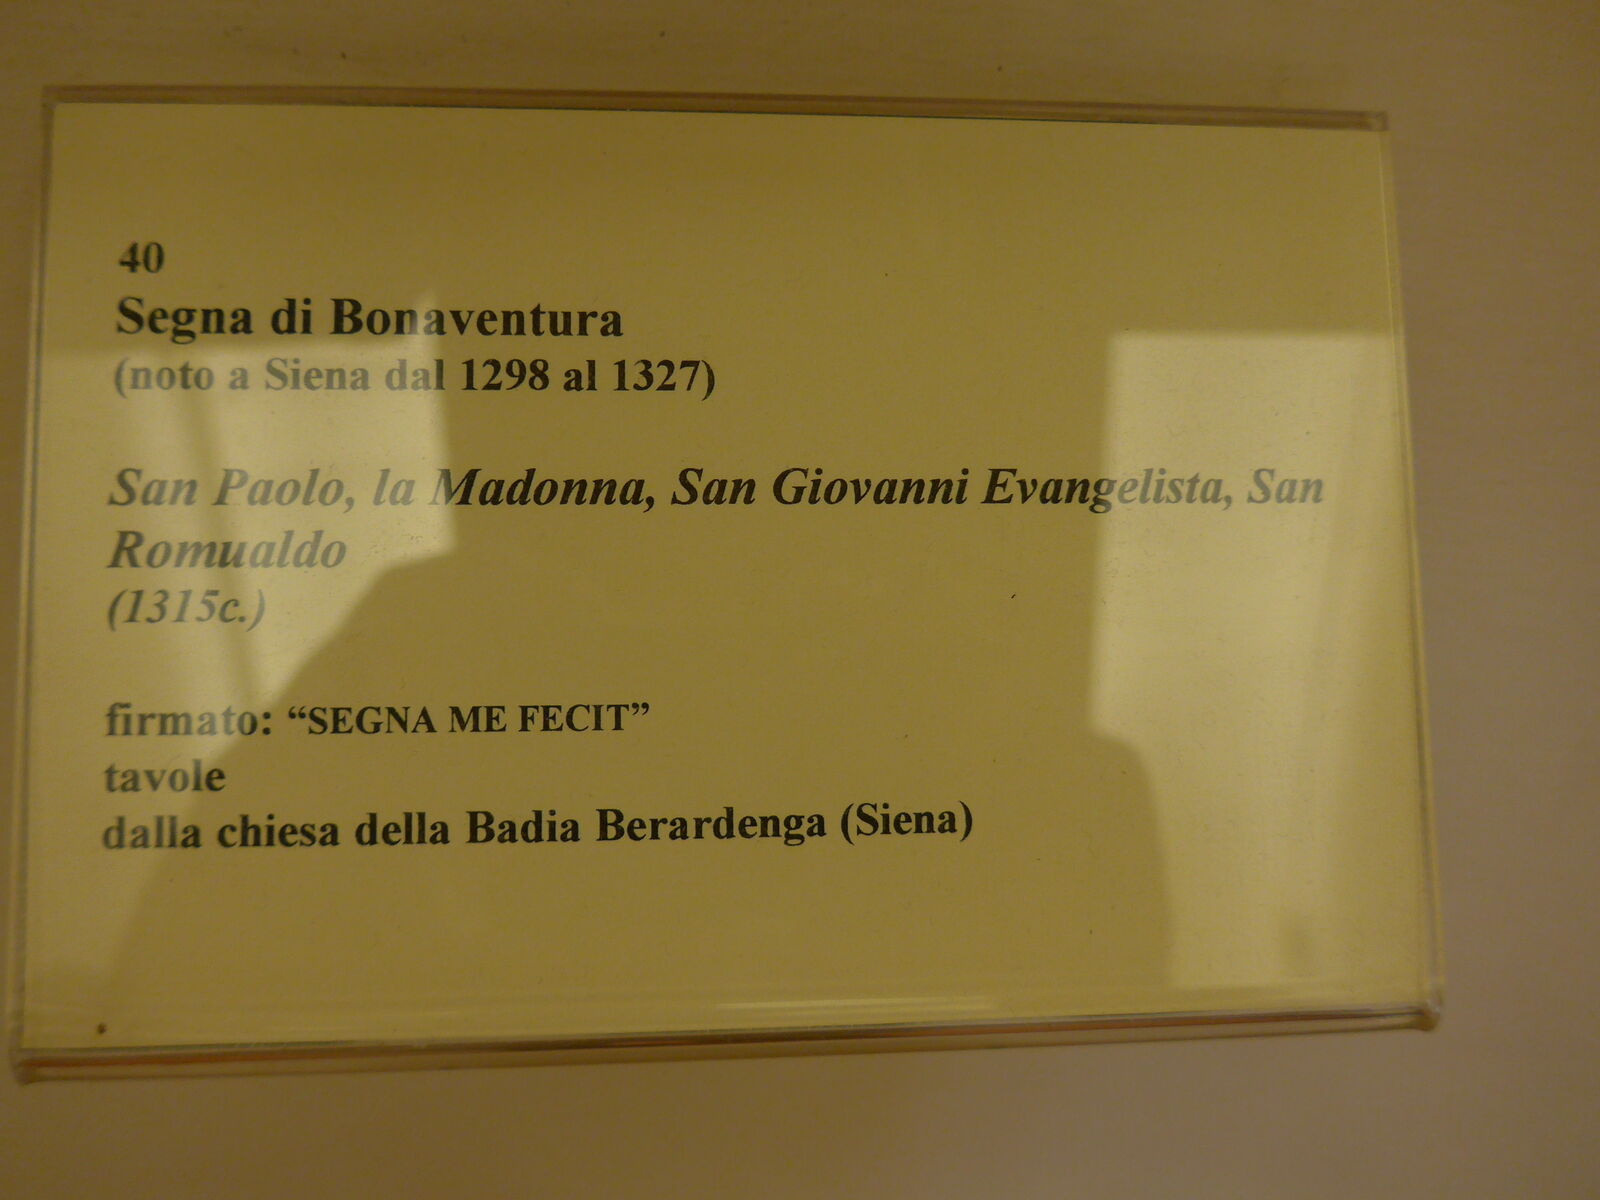 40
Segna di Bonaventura
(noto a Siena dal 1298 al 1327)
San Paolo, la Madonna, San Giovanni Evangelista, San
Romualdo
(1315c.)
firmato: “SEGNA ME FECIT”
tavole
dalla chiesa della Badia Berardenga (Siena)